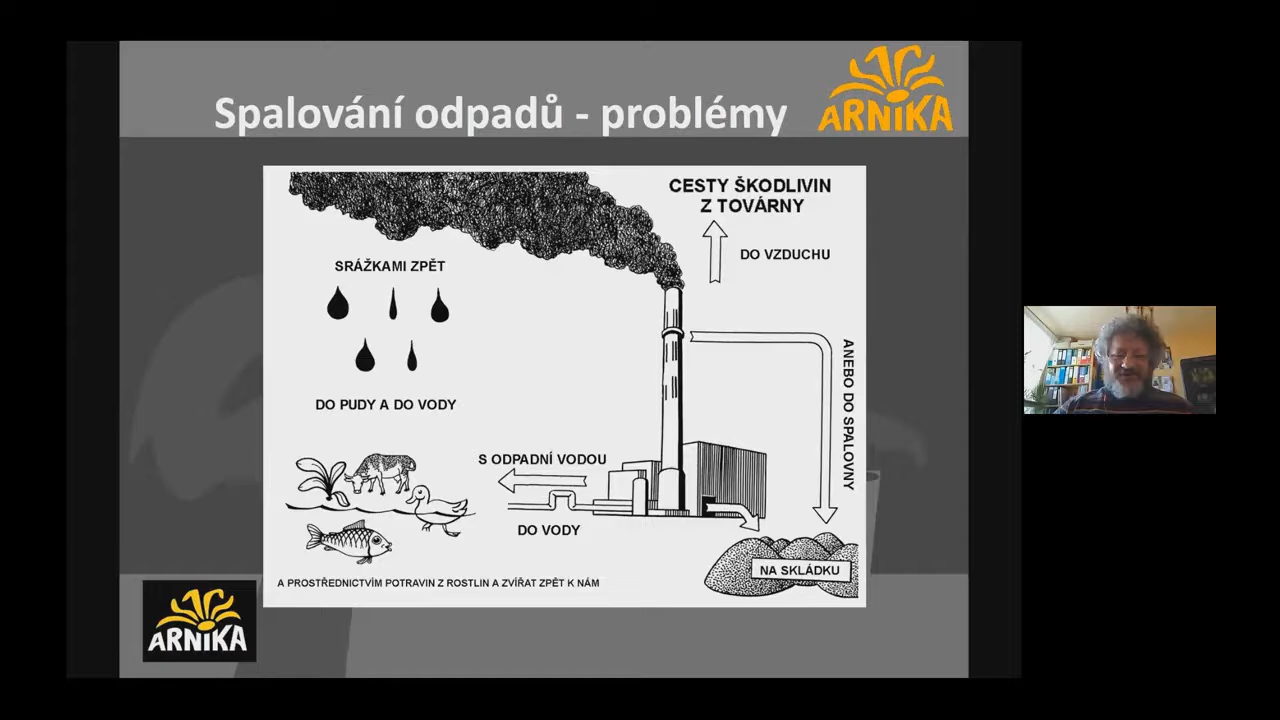 Spalování odpadů - problémy
ARNIKA
CESTY ŠKODLIVIN
Z TOVÁRNY
DO VZDUCHU
SRÁŽKAMI ZPĚT
ANEBO DO SPALOVNY
DO PUDY A DO VODY
S ODPADNÍ VODOU
DO VODY
NA SKLÁDKU
A PROSTŘEDNICTVÍM POTRAVIN Z ROSTLIN A ZVÍŘAT ZPĚT K NÁM
ARNIKA